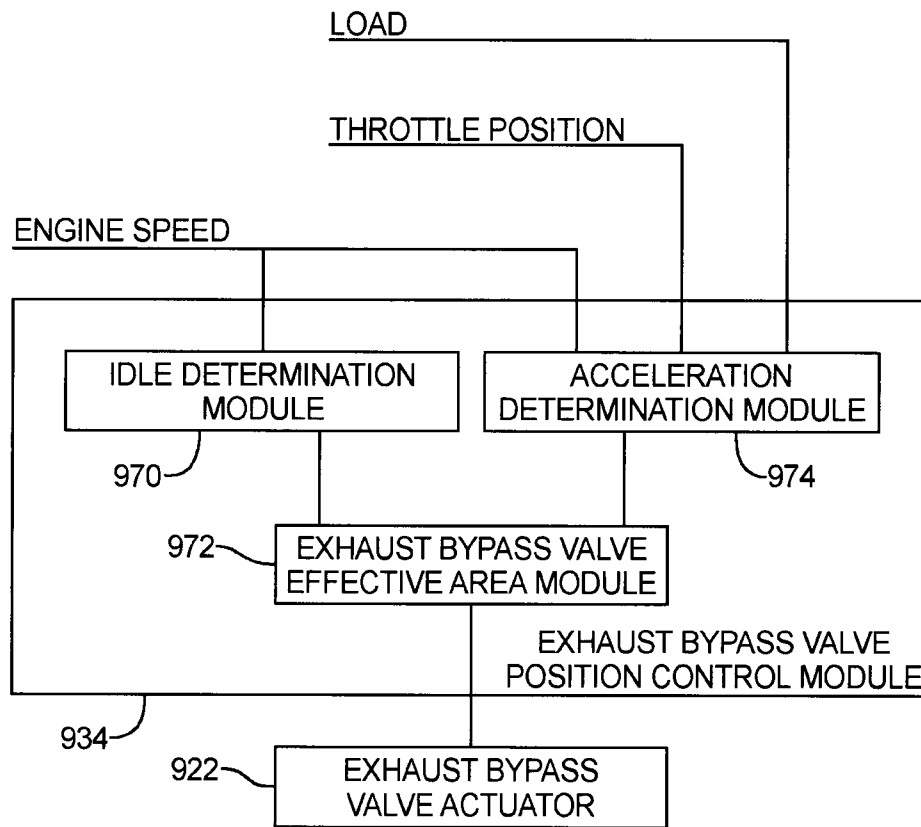 LOAD
THROTTLE POSITION
ENGINE SPEED
IDLE DETERMINATION
MODULE
ACCELERATION
DETERMINATION MODULE
970
974
972
EXHAUST BYPASS VALVE
EFFECTIVE AREA MODULE
EXHAUST BYPASS VALVE
POSITION CONTROL MODULE
934
922
EXHAUST BYPASS
VALVE ACTUATOR